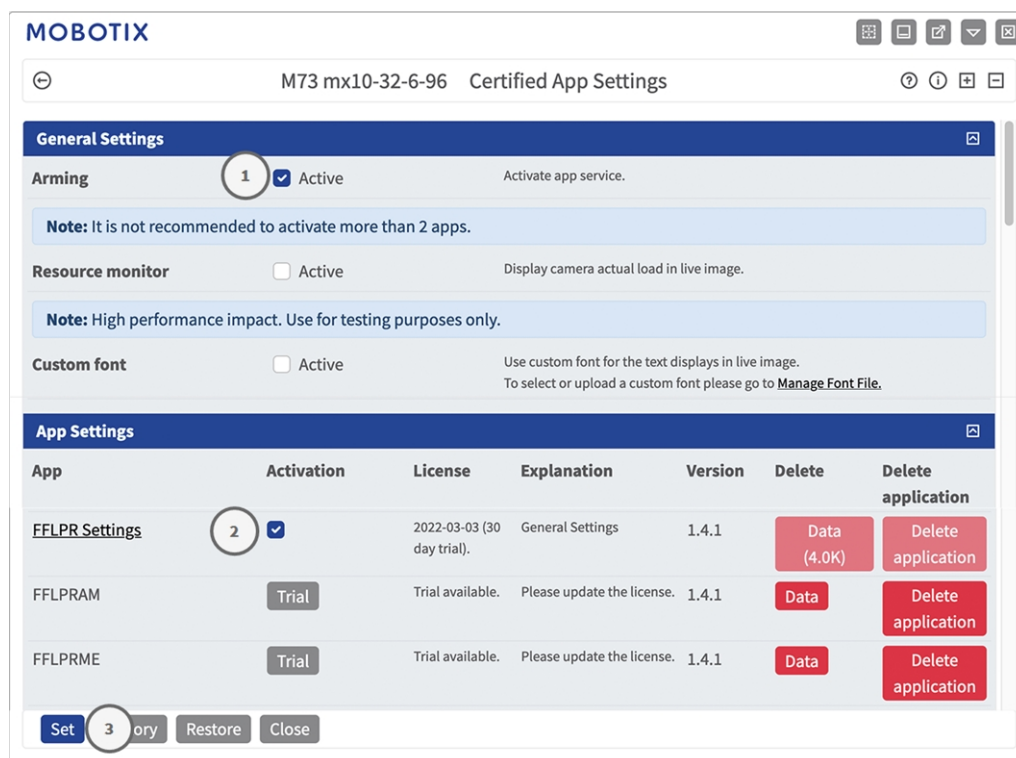 MOBOTIX
M73 mx10-32-6-96 Certified App Settings
General Settings
Arming
1
Active
Activate app service.
Note: It is not recommended to activate more than 2 apps.
Resource monitor
Active
Display camera actual load in live image.
Note: High performance impact. Use for testing purposes only.
Custom font
Active
Use custom font for the text displays in live image.
To select or upload a custom font please go to Manage Font File.
App Settings
App Activation License Explanation Version Delete Delete
application
FFLPR Settings 2 2022-03-03 (30 General Settings 1.4.1 Data Delete
day trial). (4.0K) application
FFLPRAM Trial Trial available. Please update the license. 1.4.1 Data Delete
application
FFLPRME Trial Trial available. Please update the license. 1.4.1 Data Delete
application
Set 3 ory Restore Close